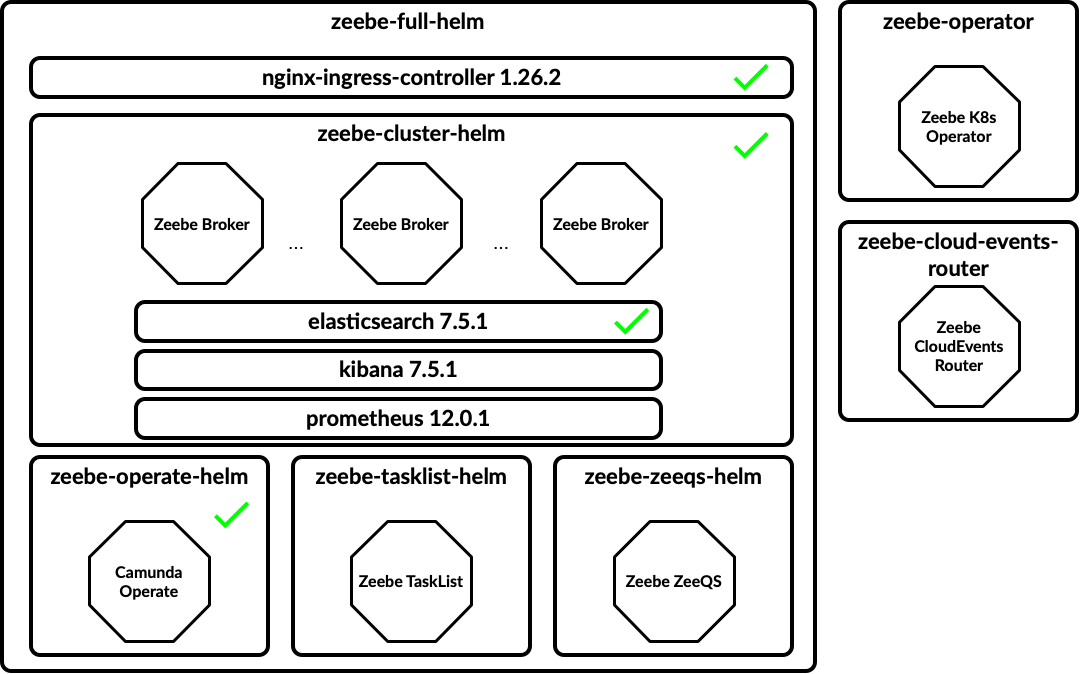 zeebe-full-helm
nginx-ingress-controller 1.26.2
zeebe-cluster-helm
Zeebe Broker
...
Zeebe Broker
...
Zeebe Broker
elasticsearch 7.5.1
kibana 7.5.1
prometheus 12.0.1
zeebe-operate-helm
Camunda
Operate
zeebe-tasklist-helm
Zeebe TaskList
zeebe-zeeqs-helm
Zeebe ZeeQS
zeebe-operator
Zeebe K8s
Operator
zeebe-cloud-events-
router
Zeebe
CloudEvents
Router